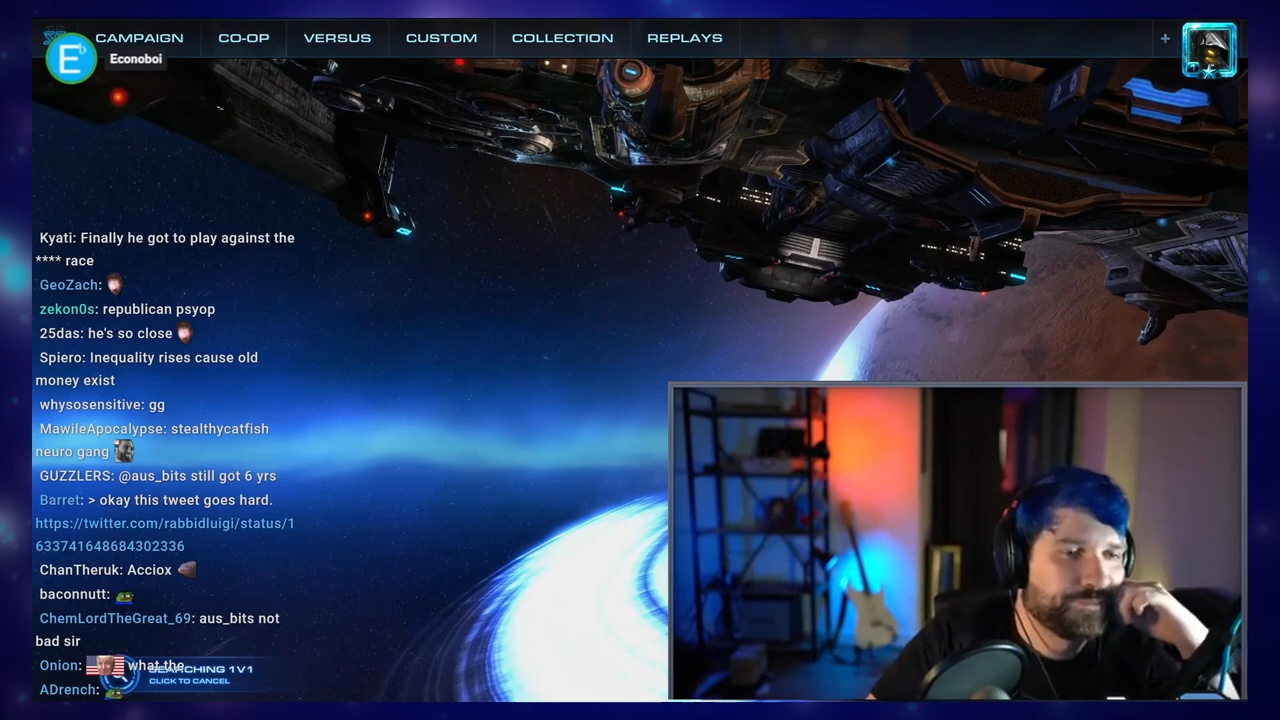 CAMPAIGN
CO-OP
VERSUS
CUSTOM
COLLECTION
REPLAYS
E b
Econoboi
Kyati: Finally he got to play against the
**** race
GeoZach:
zekon0s: republican psyop
25das: he's so close
Spiero: Inequality rises cause old
money exist
whysosensitive: gg
MawileApocalypse: stealthycatfish
neuro gang
GUZZLERS: @aus_bits still got 6 yrs
Barret: > okay this tweet goes hard.
https://twitter.com/rabbidluigi/status/1
633741648684302336
ChanTheruk: Acciox
baconnutt:
ChemLordTheGreat_69: aus_bits not
bad sir
Onion: what the
SEARCHING 1V1
CLICK TO CANCEL
ADrench: